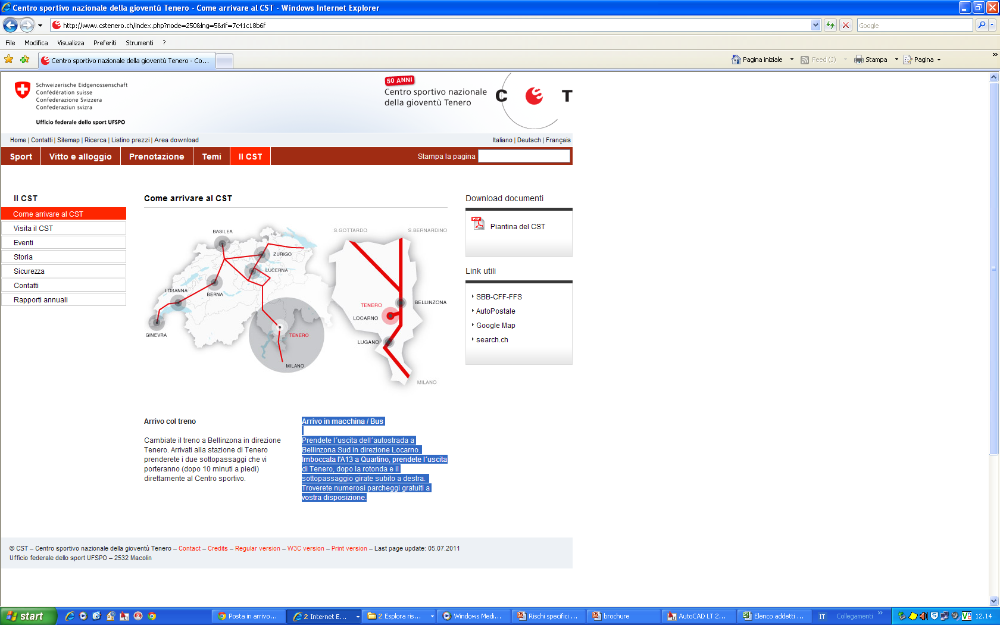 Centro sportivo nazionale della gioventù Tenero - Come arrivare al CST - Windows Internet Explorer
http://www.cstenero.ch/index.php?node=250&lng=5&rif=7c41c18b6f
Google
File Modifica Visualizza Preferiti Strumenti ?
Centro sportivo nazionale della gioventù Tenero - Co...
Pagina iniziale Feed (J) Stampa Pagina »
Schweizerische Eidgenossenschaft
Confédération suisse
Confederazione Svizzera
Confederaziun svizra
Ufficio federale dello sport UFSPO
50 ANNI
Centro sportivo nazionale
della gioventù Tenero
C T
Home | Contatti | Sitemap | Ricerca | Listino prezzi | Area download
Italiano | Deutsch | Français
Sport Vitto e alloggio Prenotazione Temi Il CST
Stampa la pagina
Il CST
Come arrivare al CST
Visita il CST
Eventi
Storia
Sicurezza
Contatti
Rapporti annuali
Come arrivare al CST
BASILEA
ZURIGO
LUCERNA
LOSANNA
BERNA
GINEVRA
TENERO
MILANO
S.GOTTARDO
S.BERNARDINO
BELLINZONA
TENERO
LOCARNO
LUGANO
MILANO
Arrivo col treno
Cambiate il treno a Bellinzona in direzione
Tenero. Arrivati alla stazione di Tenero
prenderete i due sottopassaggi che vi
porteranno (dopo 10 minuti a piedi)
direttamente al Centro sportivo.
Arrivo in macchina / Bus
Prendete l´uscita dell´autostrada a
Bellinzona Sud in direzione Locarno.
Imboccata l'A13 a Quartino, prendete l´uscita
di Tenero, dopo la rotonda e il
sottopassaggio girate subito a destra.
Troverete numerosi parcheggi gratuiti a
vostra disposizione.
Download documenti
Piantina del CST
Link utili
SBB-CFF-FFS
AutoPostale
Google Map
search.ch
© CST – Centro sportivo nazionale della gioventù Tenero – Contact – Credits – Regular version – W3C version – Print version – Last page update: 05.07.2011
Ufficio federale dello sport UFSPO – 2532 Macolin
start
Posta in arrivo...
2 Internet E...
2 Esplora ris...
Windows Medi...
Rischi specifici ...
brochure
AutoCAD LT 2...
Elenco addetti ...
IT
Collegamenti »
12.14